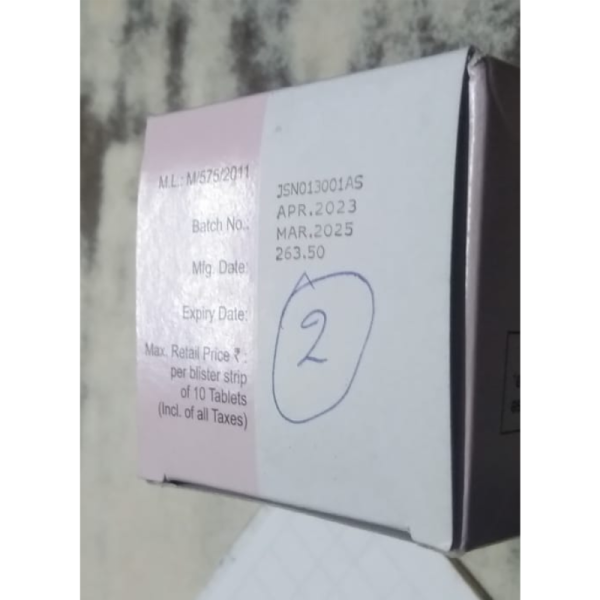 M.L.: M/575/2011
Batch No.:
Mfg. Date:
Expiry Date:
Max. Retail Price ₹ :
per blister strip
of 10 Tablets
(Incl. of all Taxes)
JSN013001AS
APR.2023
MAR.2025
263.50
2